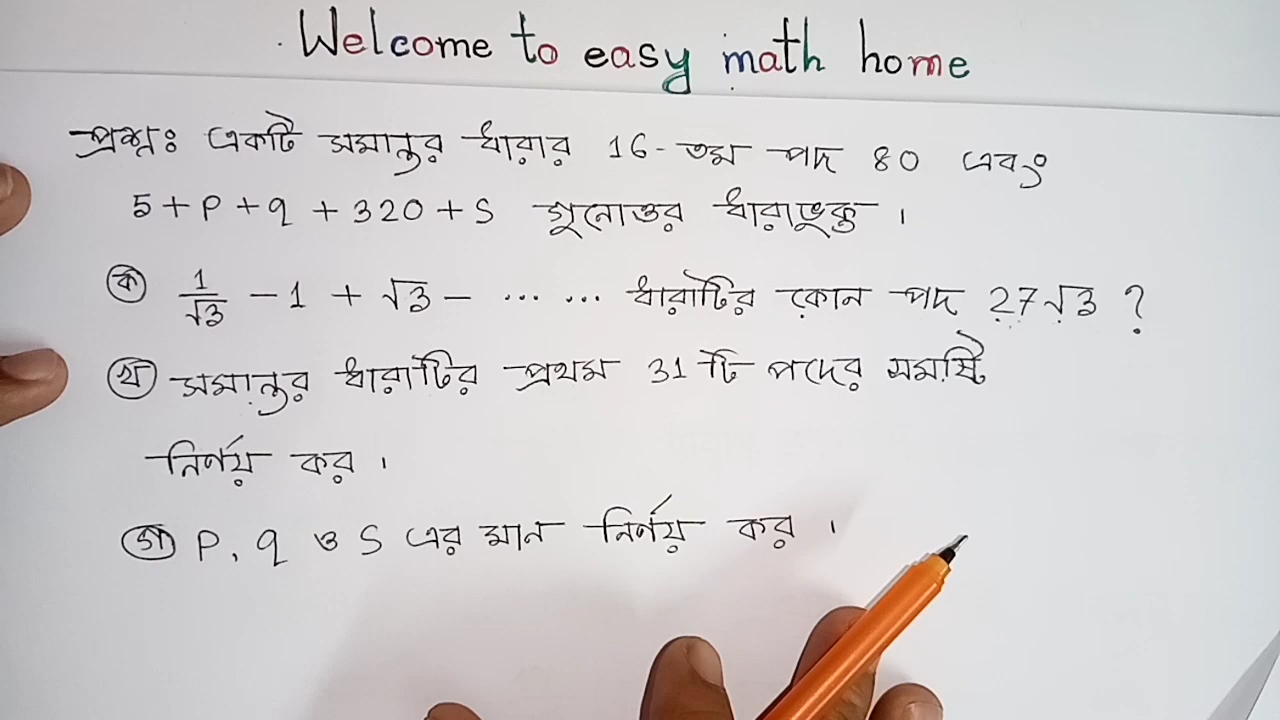 Welcome to easy math home
প্রশ্নঃ একটি সমান্তর ধারার 16-তম পদ 80 এবং
5+P+q+320+S গুনোত্তর ধারাভুক্ত ।
ক 1/√3 - 1 + √3 - ... ... ধারাটির কোন পদ 27√3 ?
খ সমান্তর ধারাটির প্রথম 31 টি পদের সমষ্টি
নির্ণয় কর ।
গ P, q ও S এর মান নির্ণয় কর ।